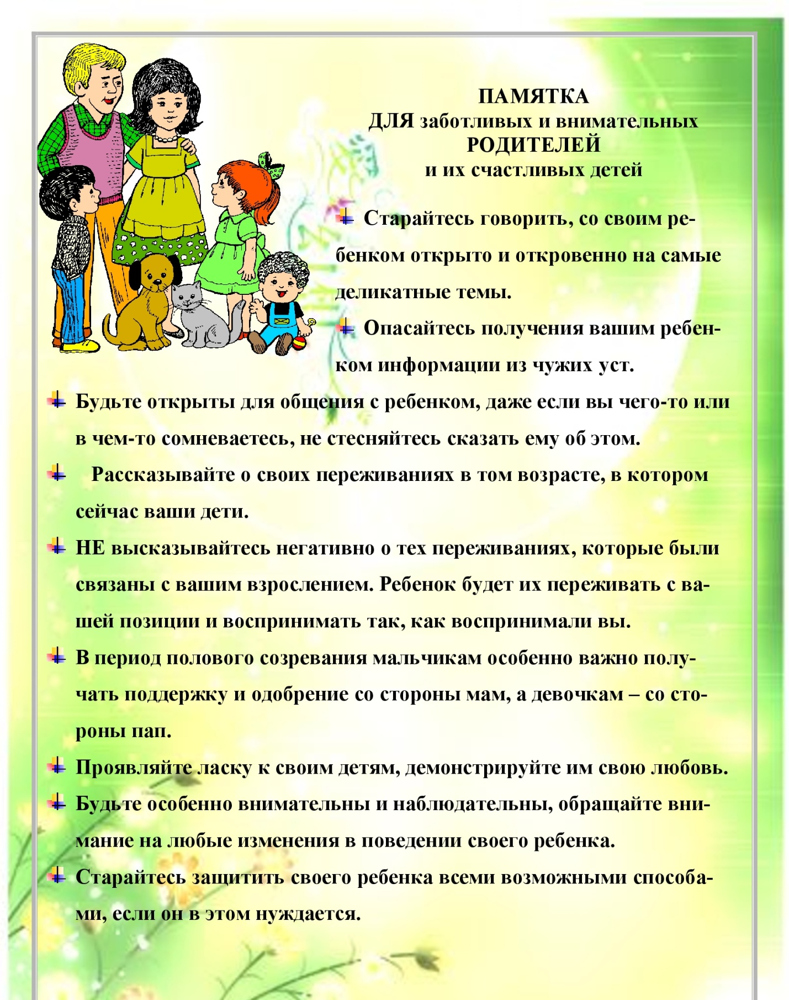 ПАМЯТКА
ДЛЯ заботливых и внимательных
РОДИТЕЛЕЙ
и их счастливых детей
Старайтесь говорить, со своим ре-
бенком открыто и откровенно на самые
деликатные темы.
Опасайтесь получения вашим ребен-
ком информации из чужих уст.
Будьте открыты для общения с ребенком, даже если вы чего-то или
в чем-то сомневаетесь, не стесняйтесь сказать ему об этом.
Рассказывайте о своих переживаниях в том возрасте, в котором
сейчас ваши дети.
НЕ высказывайтесь негативно о тех переживаниях, которые были
связаны с вашим взрослением. Ребенок будет их переживать с ва-
шей позиции и воспринимать так, как воспринимали вы.
В период полового созревания мальчикам особенно важно полу-
чать поддержку и одобрение со стороны мам, а девочкам – со сто-
роны пап.
Проявляйте ласку к своим детям, демонстрируйте им свою любовь.
Будьте особенно внимательны и наблюдательны, обращайте вни-
мание на любые изменения в поведении своего ребенка.
Старайтесь защитить своего ребенка всеми возможными способа-
ми, если он в этом нуждается.